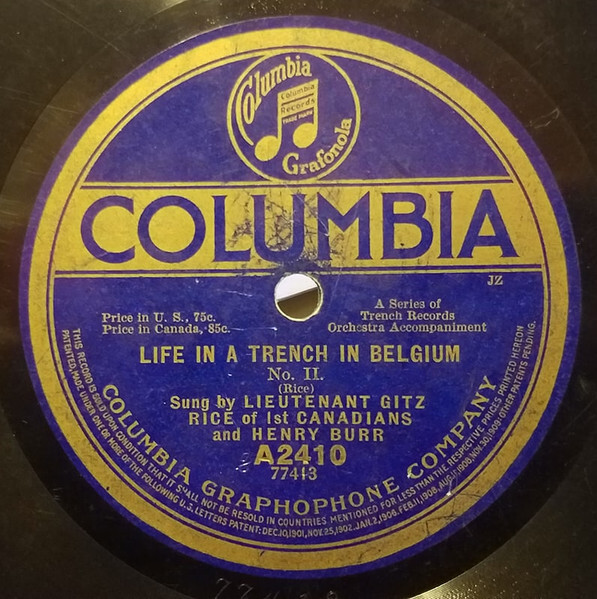 Columbia
Columbia
Records
TRADE MARK
Grafonola
COLUMBIA
JZ
Price in U. S., 75c.
Price in Canada, 85c.
A Series of
Trench Records
Orchestra Accompaniment
LIFE IN A TRENCH IN BELGIUM
No. II.
(Rice)
Sung by LIEUTENANT GITZ
RICE of 1st CANADIANS
and HENRY BURR
A2410
77413
COLUMBIA GRAPHOPHONE COMPANY
THIS RECORD IS SOLD UPON CONDITION THAT IT SHALL NOT BE RESOLD IN COUNTRIES MENTIONED FOR LESS THAN THE RESPECTIVE PRICES PRINTED HEREON
PATENTED, MADE UNDER ONE OR MORE OF THE FOLLOWING U.S. LETTERS PATENT: DEC.10,1901, NOV.25,1902, JAN.2,1906, FEB.11,1908, AUG.11,1908, NOV.30,1909. OTHER PATENTS PENDING.